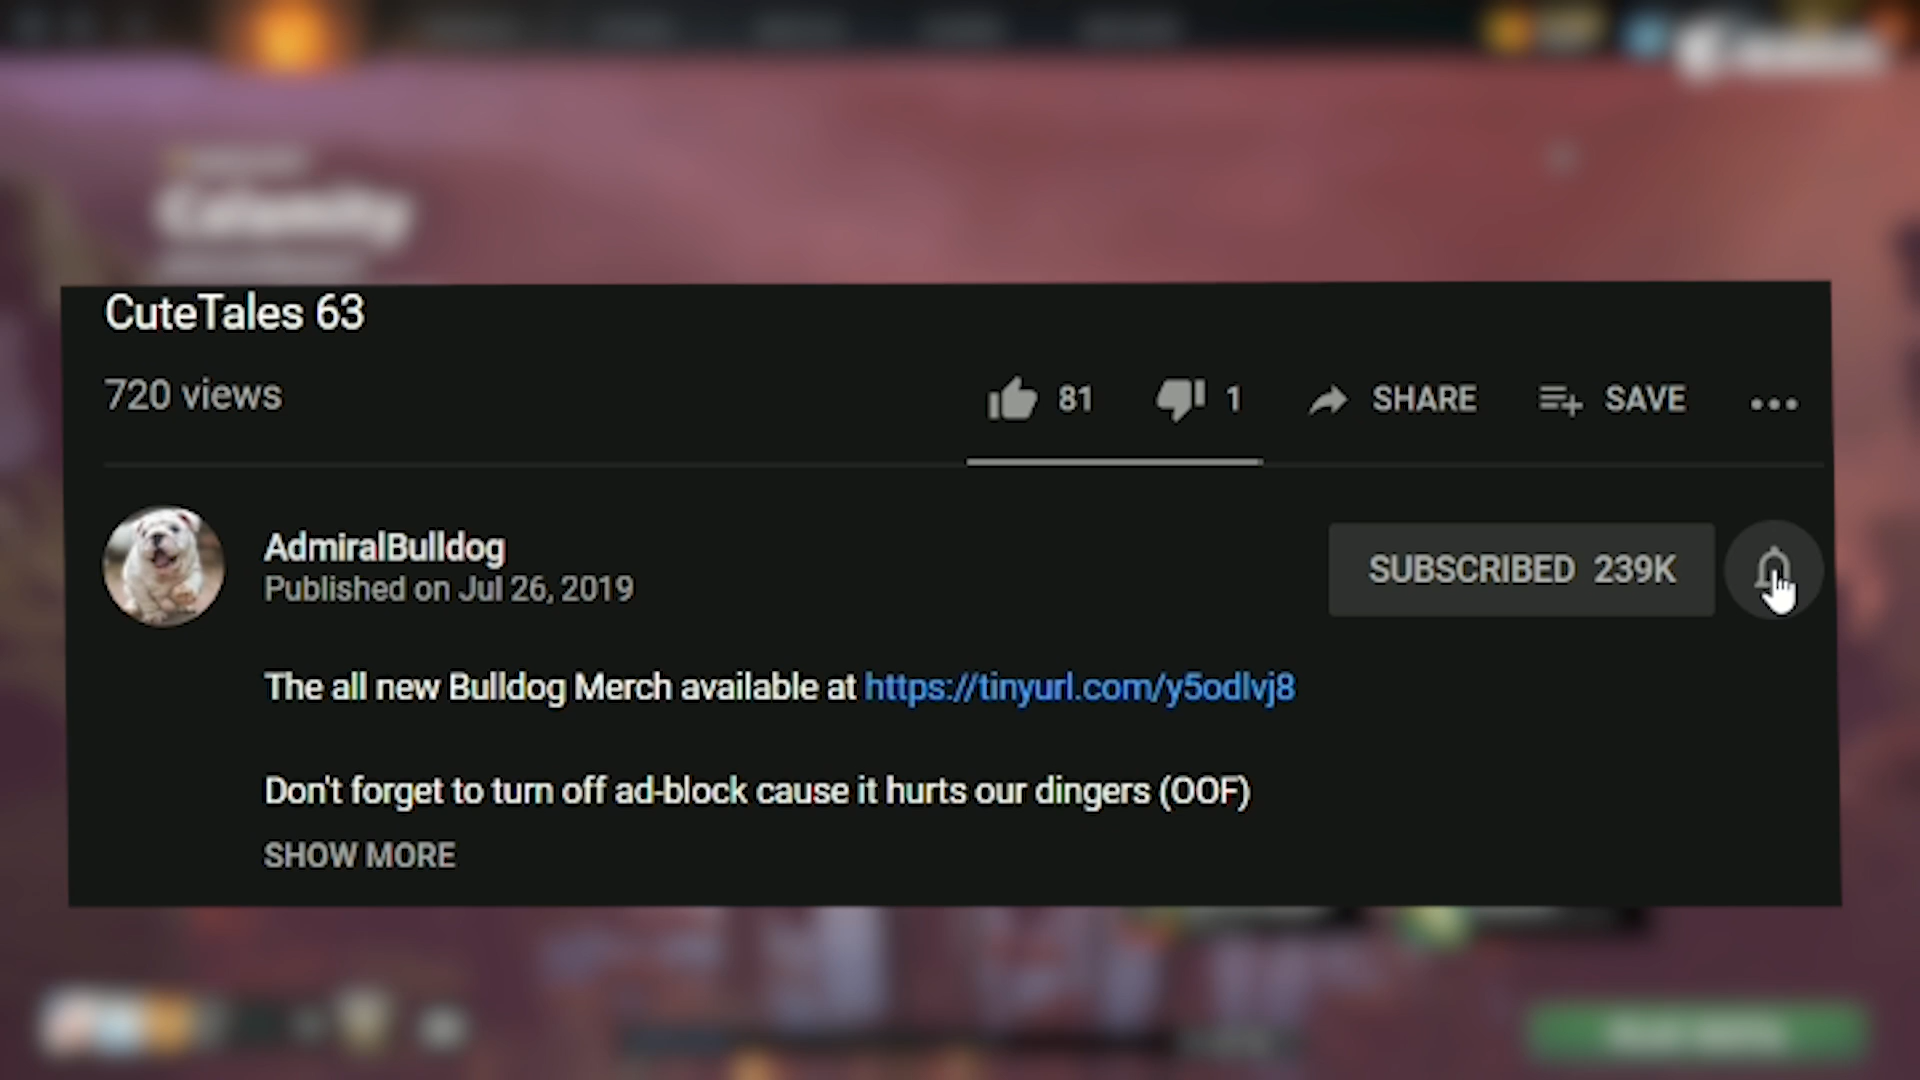 Calamity
CuteTales 63
720 views
81
1
SHARE
SAVE
AdmiralBulldog
Published on Jul 26, 2019
SUBSCRIBED 239K
The all new Bulldog Merch available at https://tinyurl.com/y5odlvj8
Don't forget to turn off ad-block cause it hurts our dingers (OOF)
SHOW MORE